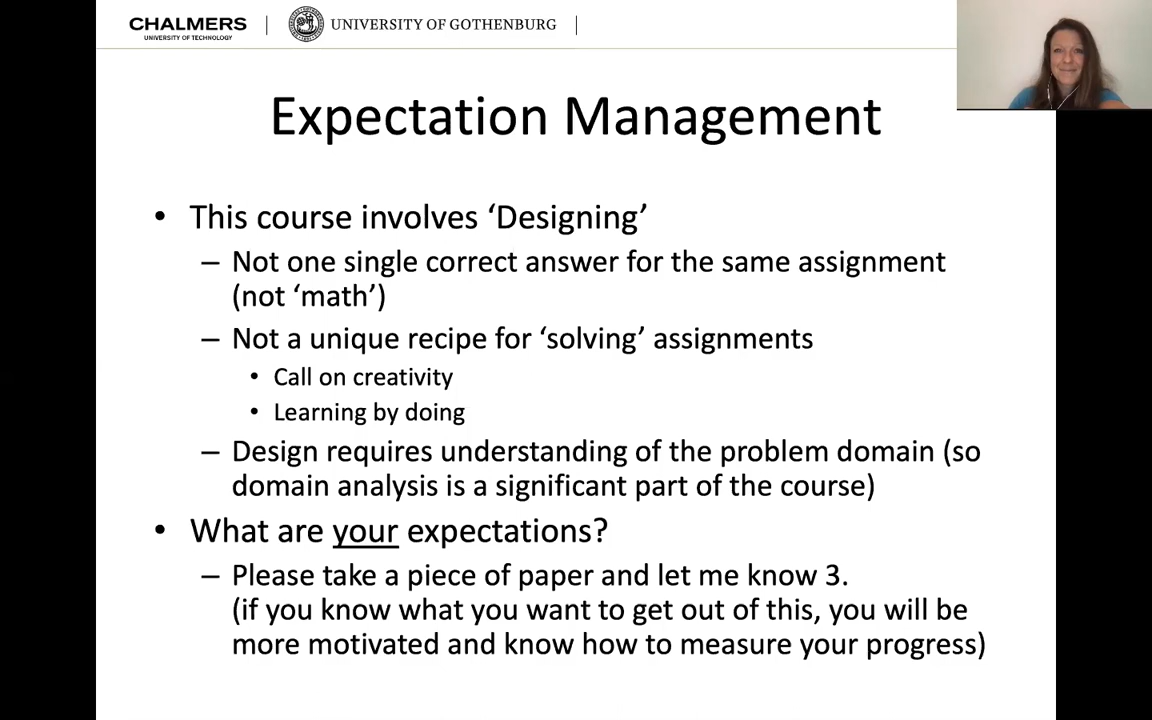 CHALMERS
UNIVERSITY OF TECHNOLOGY
UNIVERSITY OF GOTHENBURG
Expectation Management
• This course involves ‘Designing’
– Not one single correct answer for the same assignment
(not ‘math’)
– Not a unique recipe for ‘solving’ assignments
• Call on creativity
• Learning by doing
– Design requires understanding of the problem domain (so
domain analysis is a significant part of the course)
• What are your expectations?
– Please take a piece of paper and let me know 3.
(if you know what you want to get out of this, you will be
more motivated and know how to measure your progress)